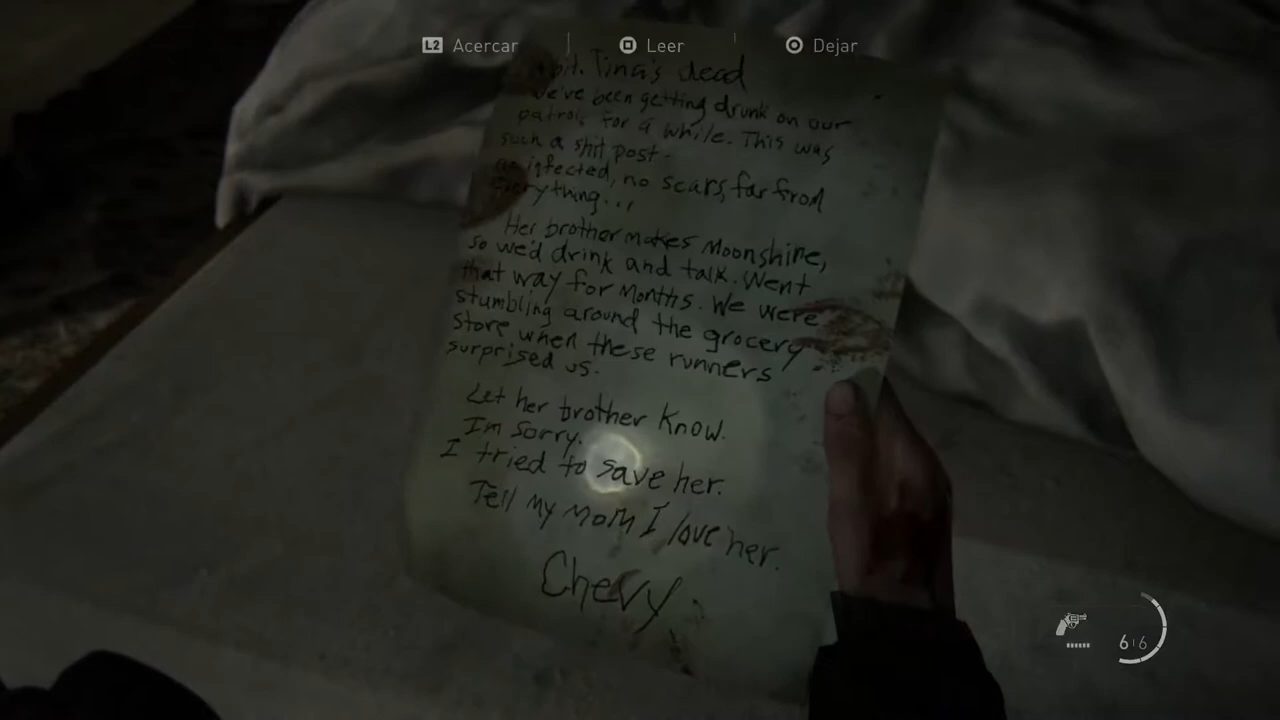 L2 Acercar Leer Dejar
bit. Tina's dead
We've been getting drunk on our
patrols for a while. This was
such a shit post-
no infected, no scars, far from
everything...
Her brother makes Moonshine,
so we'd drink and talk. Went
that way for months. We were
stumbling around the grocery
store when these runners
surprised us.
Let her brother know.
I'm sorry.
I tried to save her.
Tell my mom I love her.
Chevy
6 6